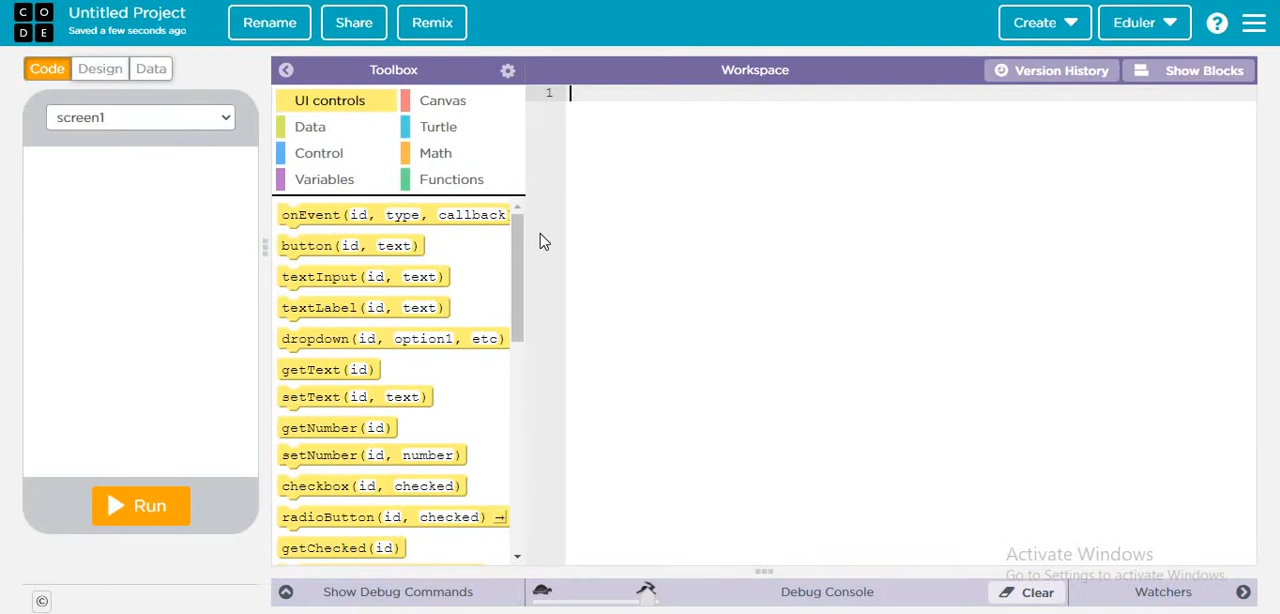 CODE
Untitled Project
Saved a few seconds ago
Rename
Share
Remix
Create
Eduler
?
Code
Design
Data
screen1
Run
Toolbox
UI controls
Canvas
Data
Turtle
Control
Math
Variables
Functions
onEvent(id, type, callback
button(id, text)
textInput(id, text)
textLabel(id, text)
dropdown(id, option1, etc)
getText(id)
setText(id, text)
getNumber(id)
setNumber(id, number)
checkbox(id, checked)
radioButton(id, checked)
getChecked(id)
Workspace
Version History
Show Blocks
1
Activate Windows
Go to Settings to activate Windows.
©
Show Debug Commands
Debug Console
Clear
Watchers